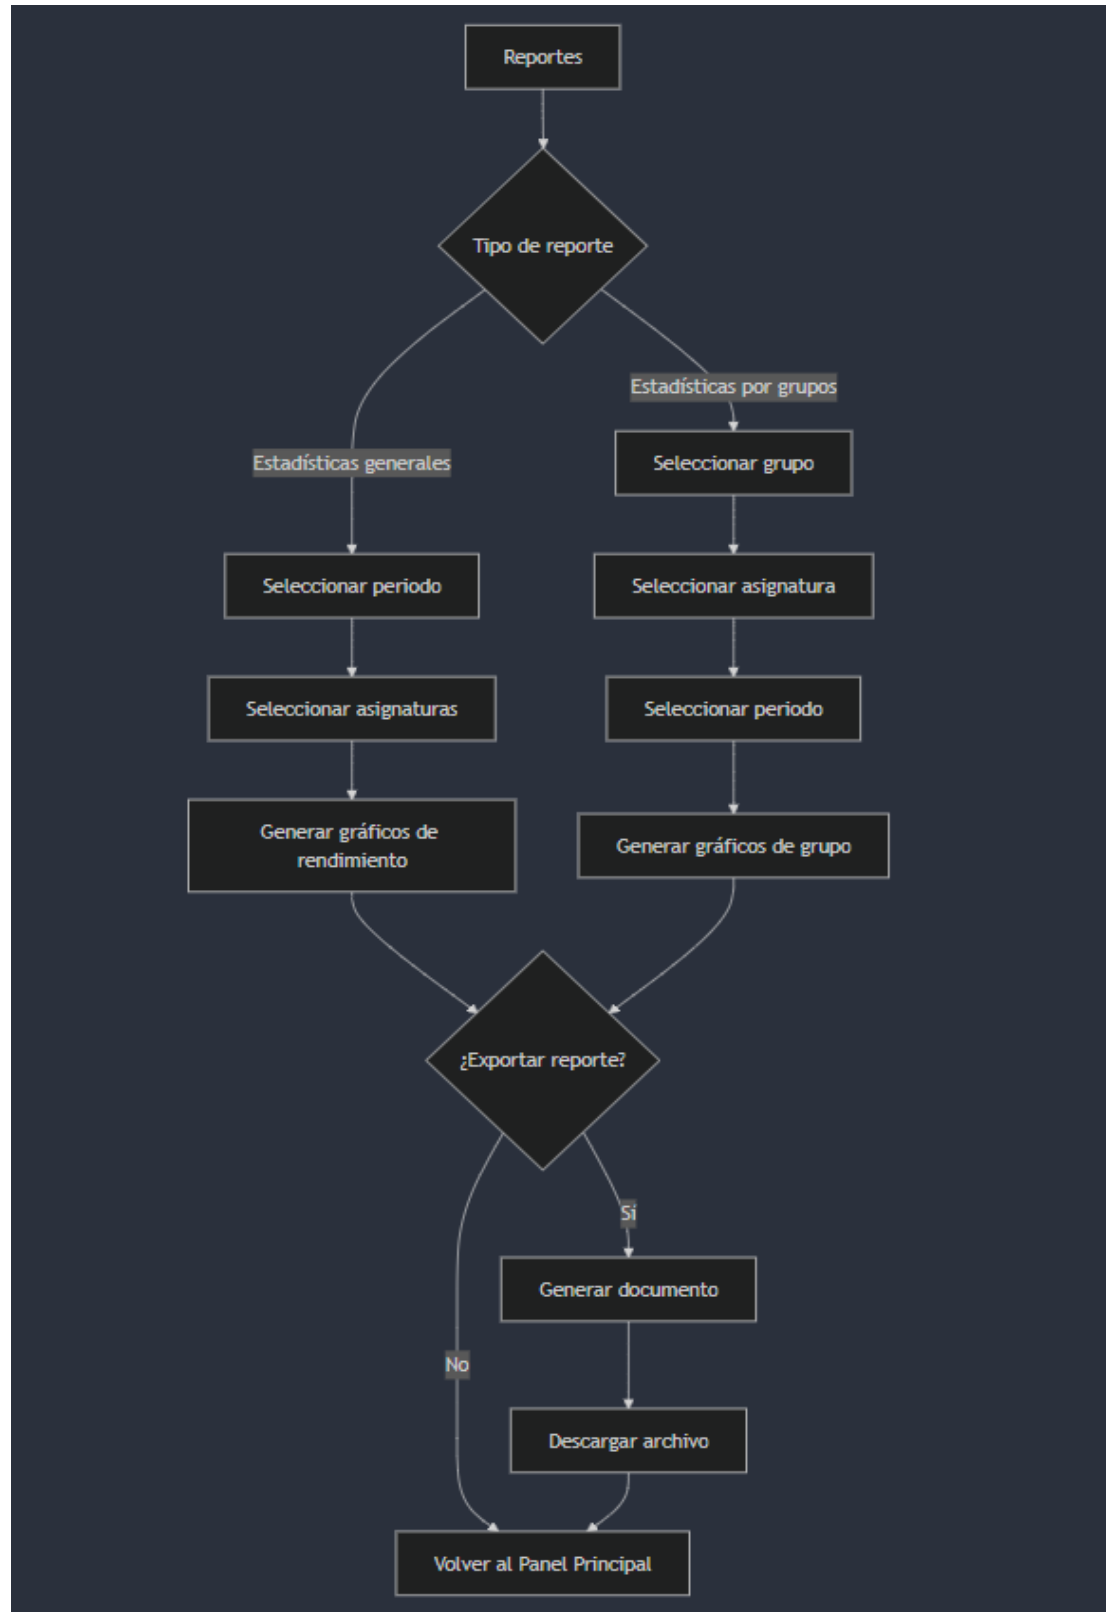 Reportes
Tipo de reporte
Estadísticas por grupos
Estadísticas generales
Seleccionar grupo
Seleccionar periodo
Seleccionar asignatura
Seleccionar asignaturas
Seleccionar periodo
Generar gráficos de
rendimiento
Generar gráficos de grupo
¿Exportar reporte?
Sí
Generar documento
No
Descargar archivo
Volver al Panel Principal